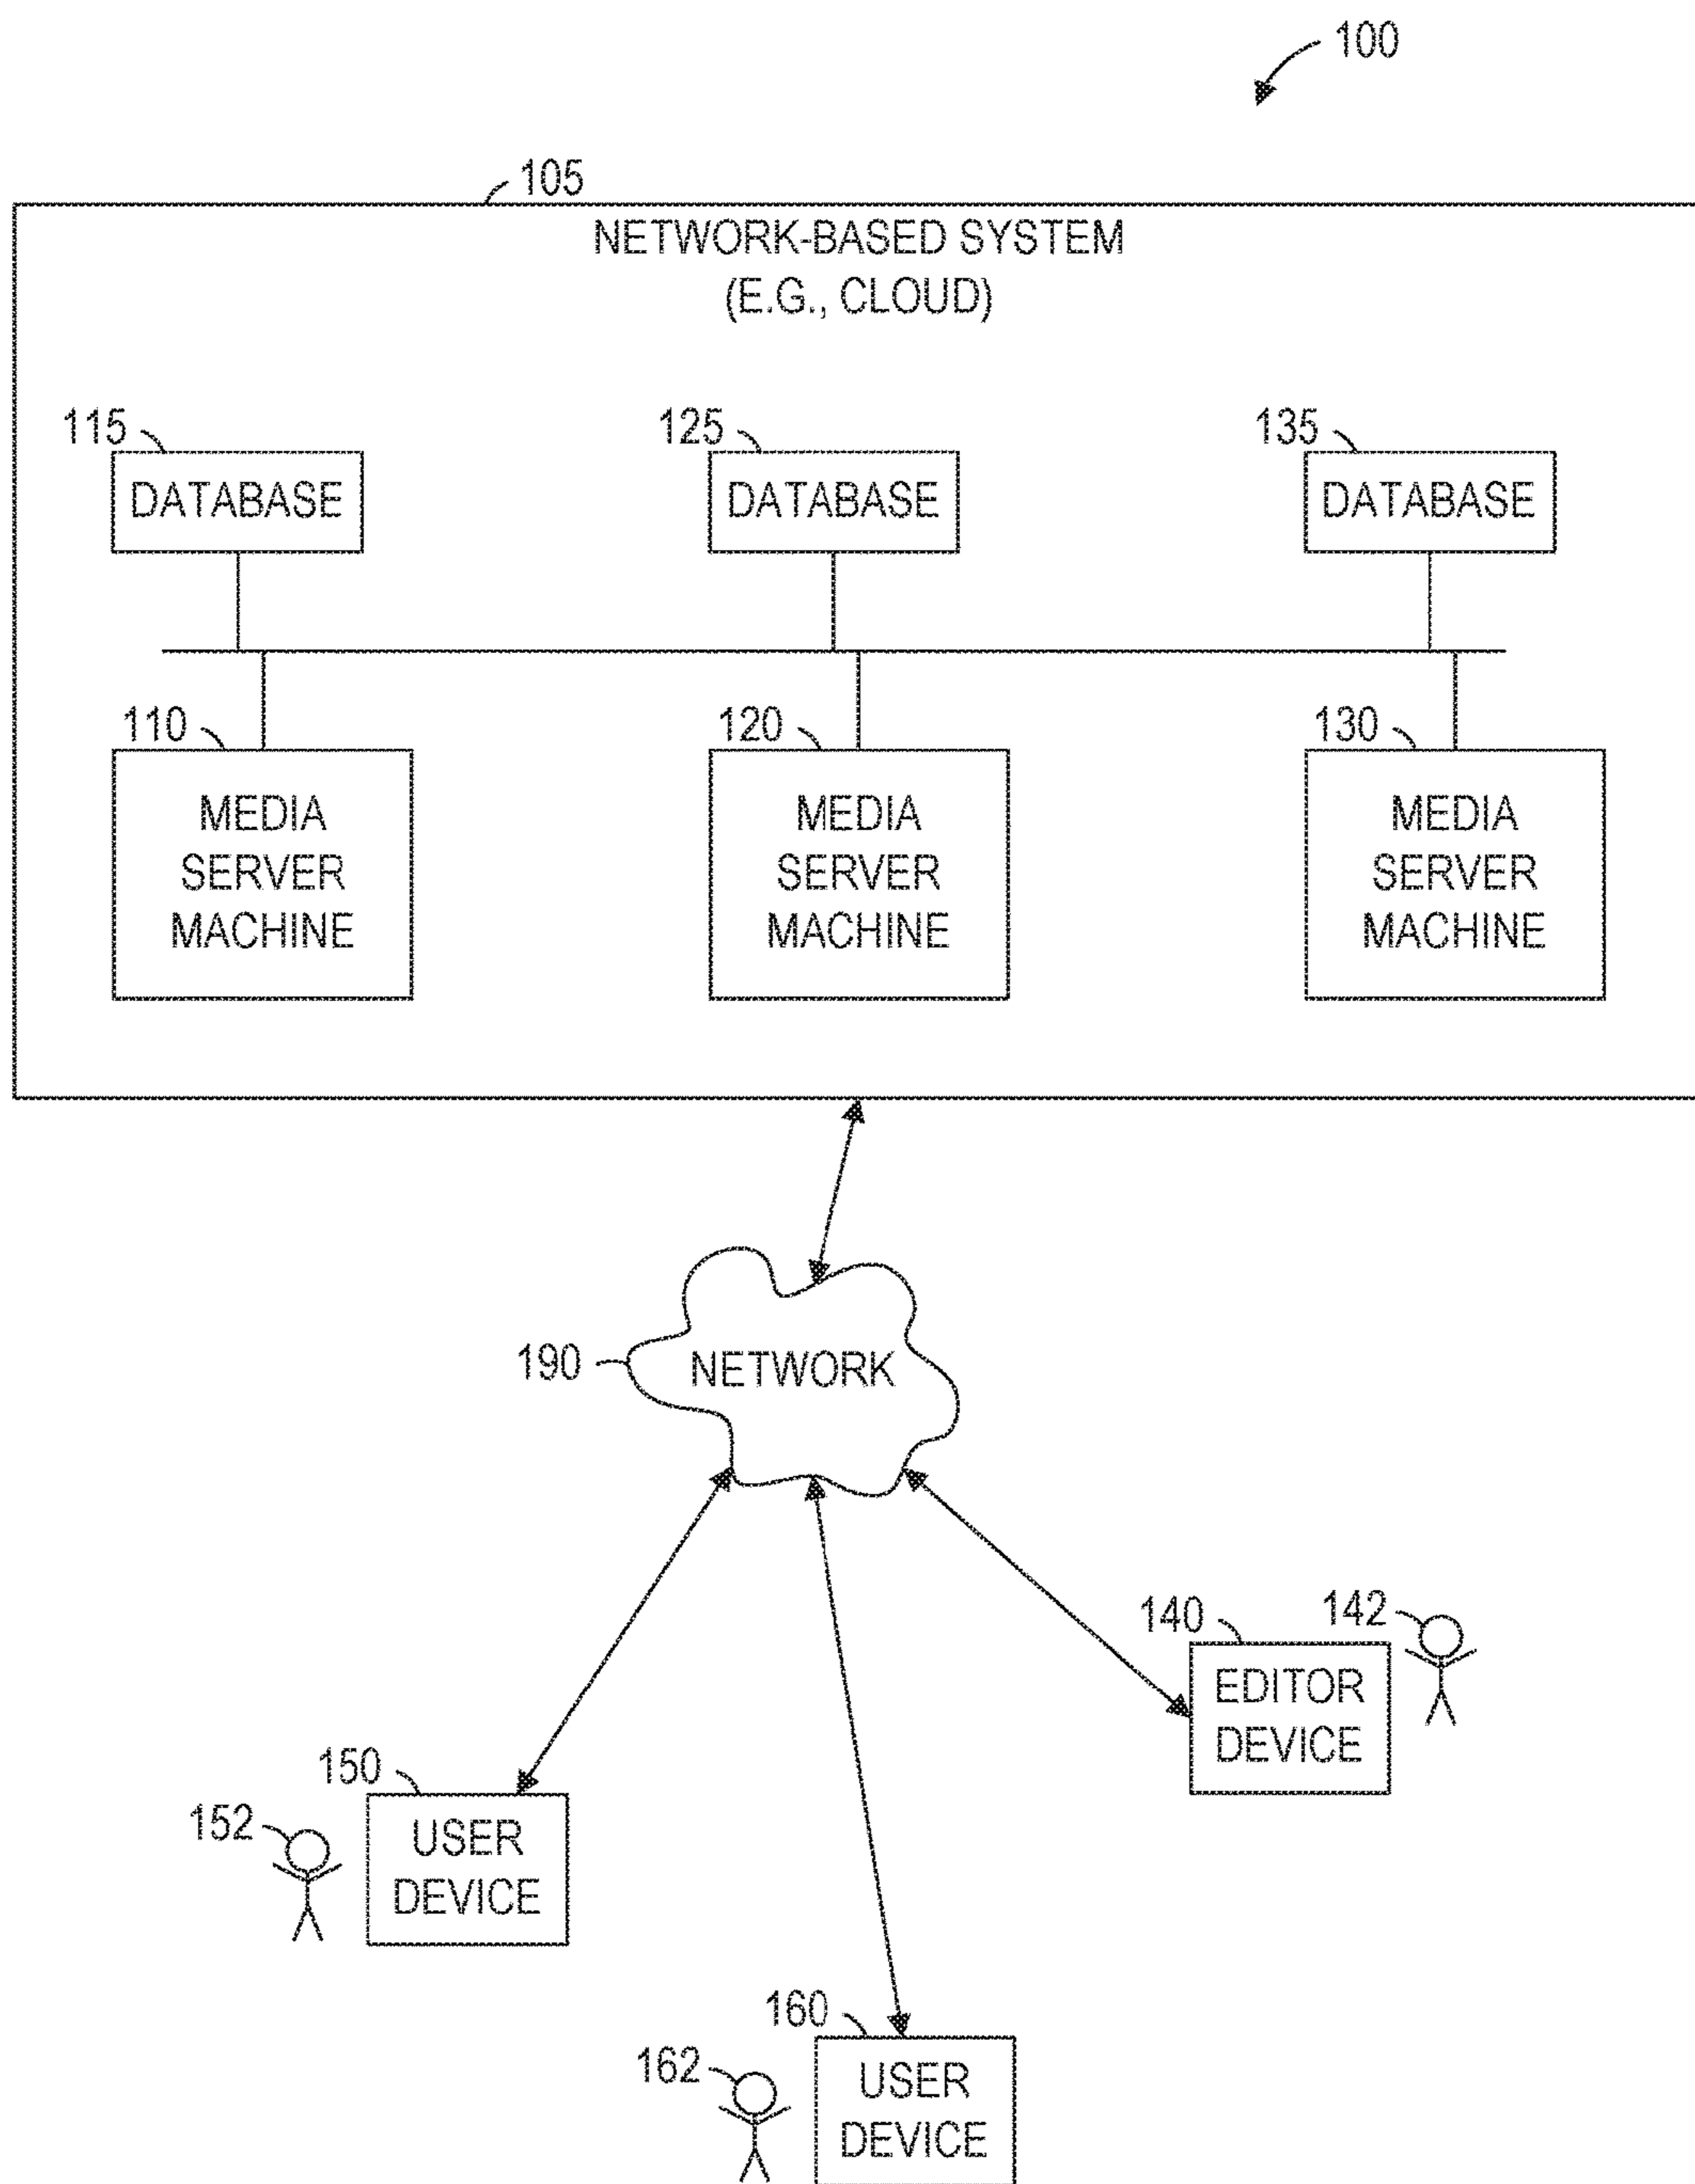 100
105
NETWORK-BASED SYSTEM
(E.G., CLOUD)
115
DATABASE
125
DATABASE
135
DATABASE
110
MEDIA
SERVER
MACHINE
120
MEDIA
SERVER
MACHINE
130
MEDIA
SERVER
MACHINE
190
NETWORK
140
EDITOR
DEVICE
142
150
USER
DEVICE
152
160
USER
DEVICE
162